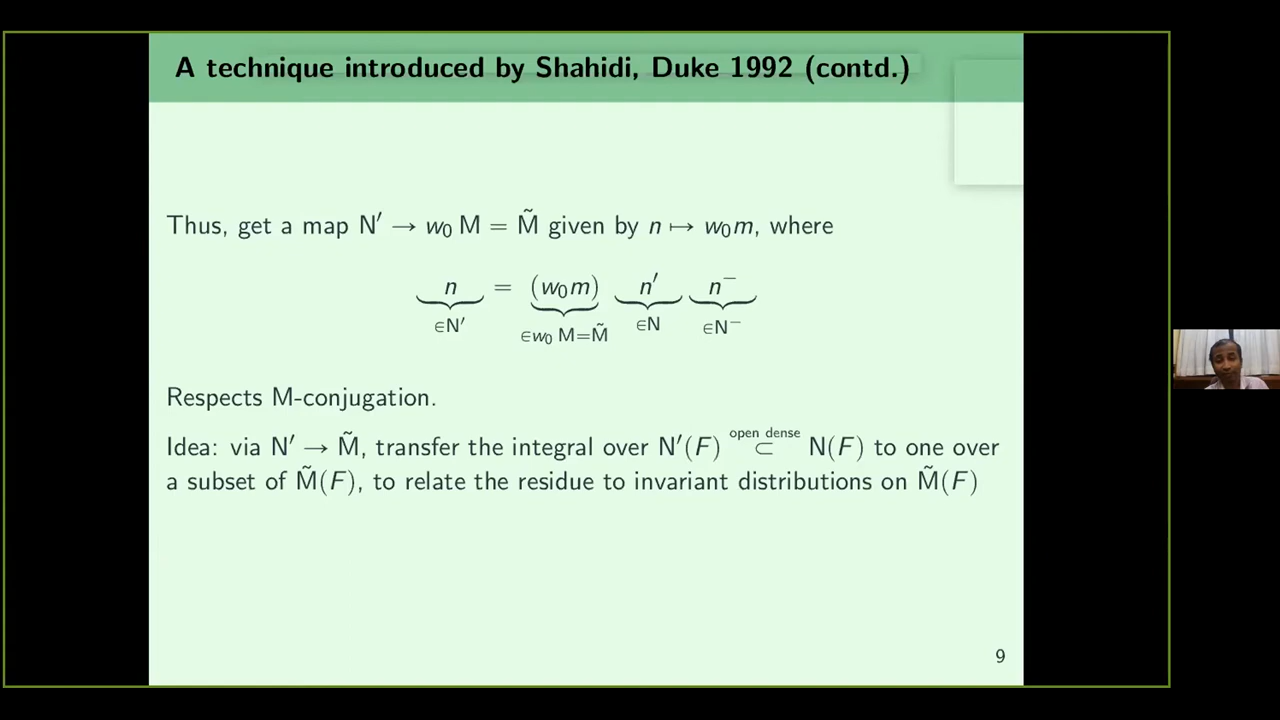 A technique introduced by Shahidi, Duke 1992 (contd.)
Thus, get a map N′ → w₀ M = M̃ given by n ↦ w₀m, where
n = (w₀m) n′ n⁻
∈N′ ∈w₀ M=M̃ ∈N ∈N⁻
Respects M-conjugation.
Idea: via N′ → M̃, transfer the integral over N′(F) open dense ⊂ N(F) to one over
a subset of M̃(F), to relate the residue to invariant distributions on M̃(F)
9